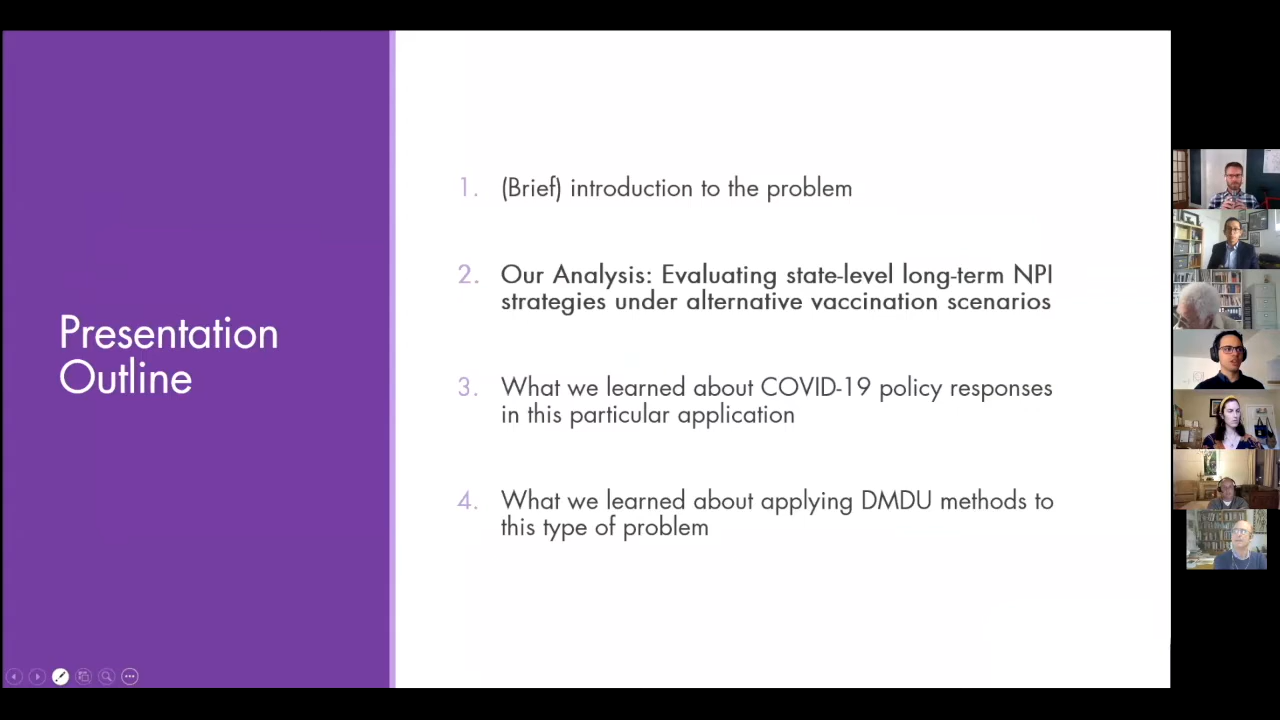 Presentation
Outline
1. (Brief) introduction to the problem
2. Our Analysis: Evaluating state-level long-term NPI
strategies under alternative vaccination scenarios
3. What we learned about COVID-19 policy responses
in this particular application
4. What we learned about applying DMDU methods to
this type of problem